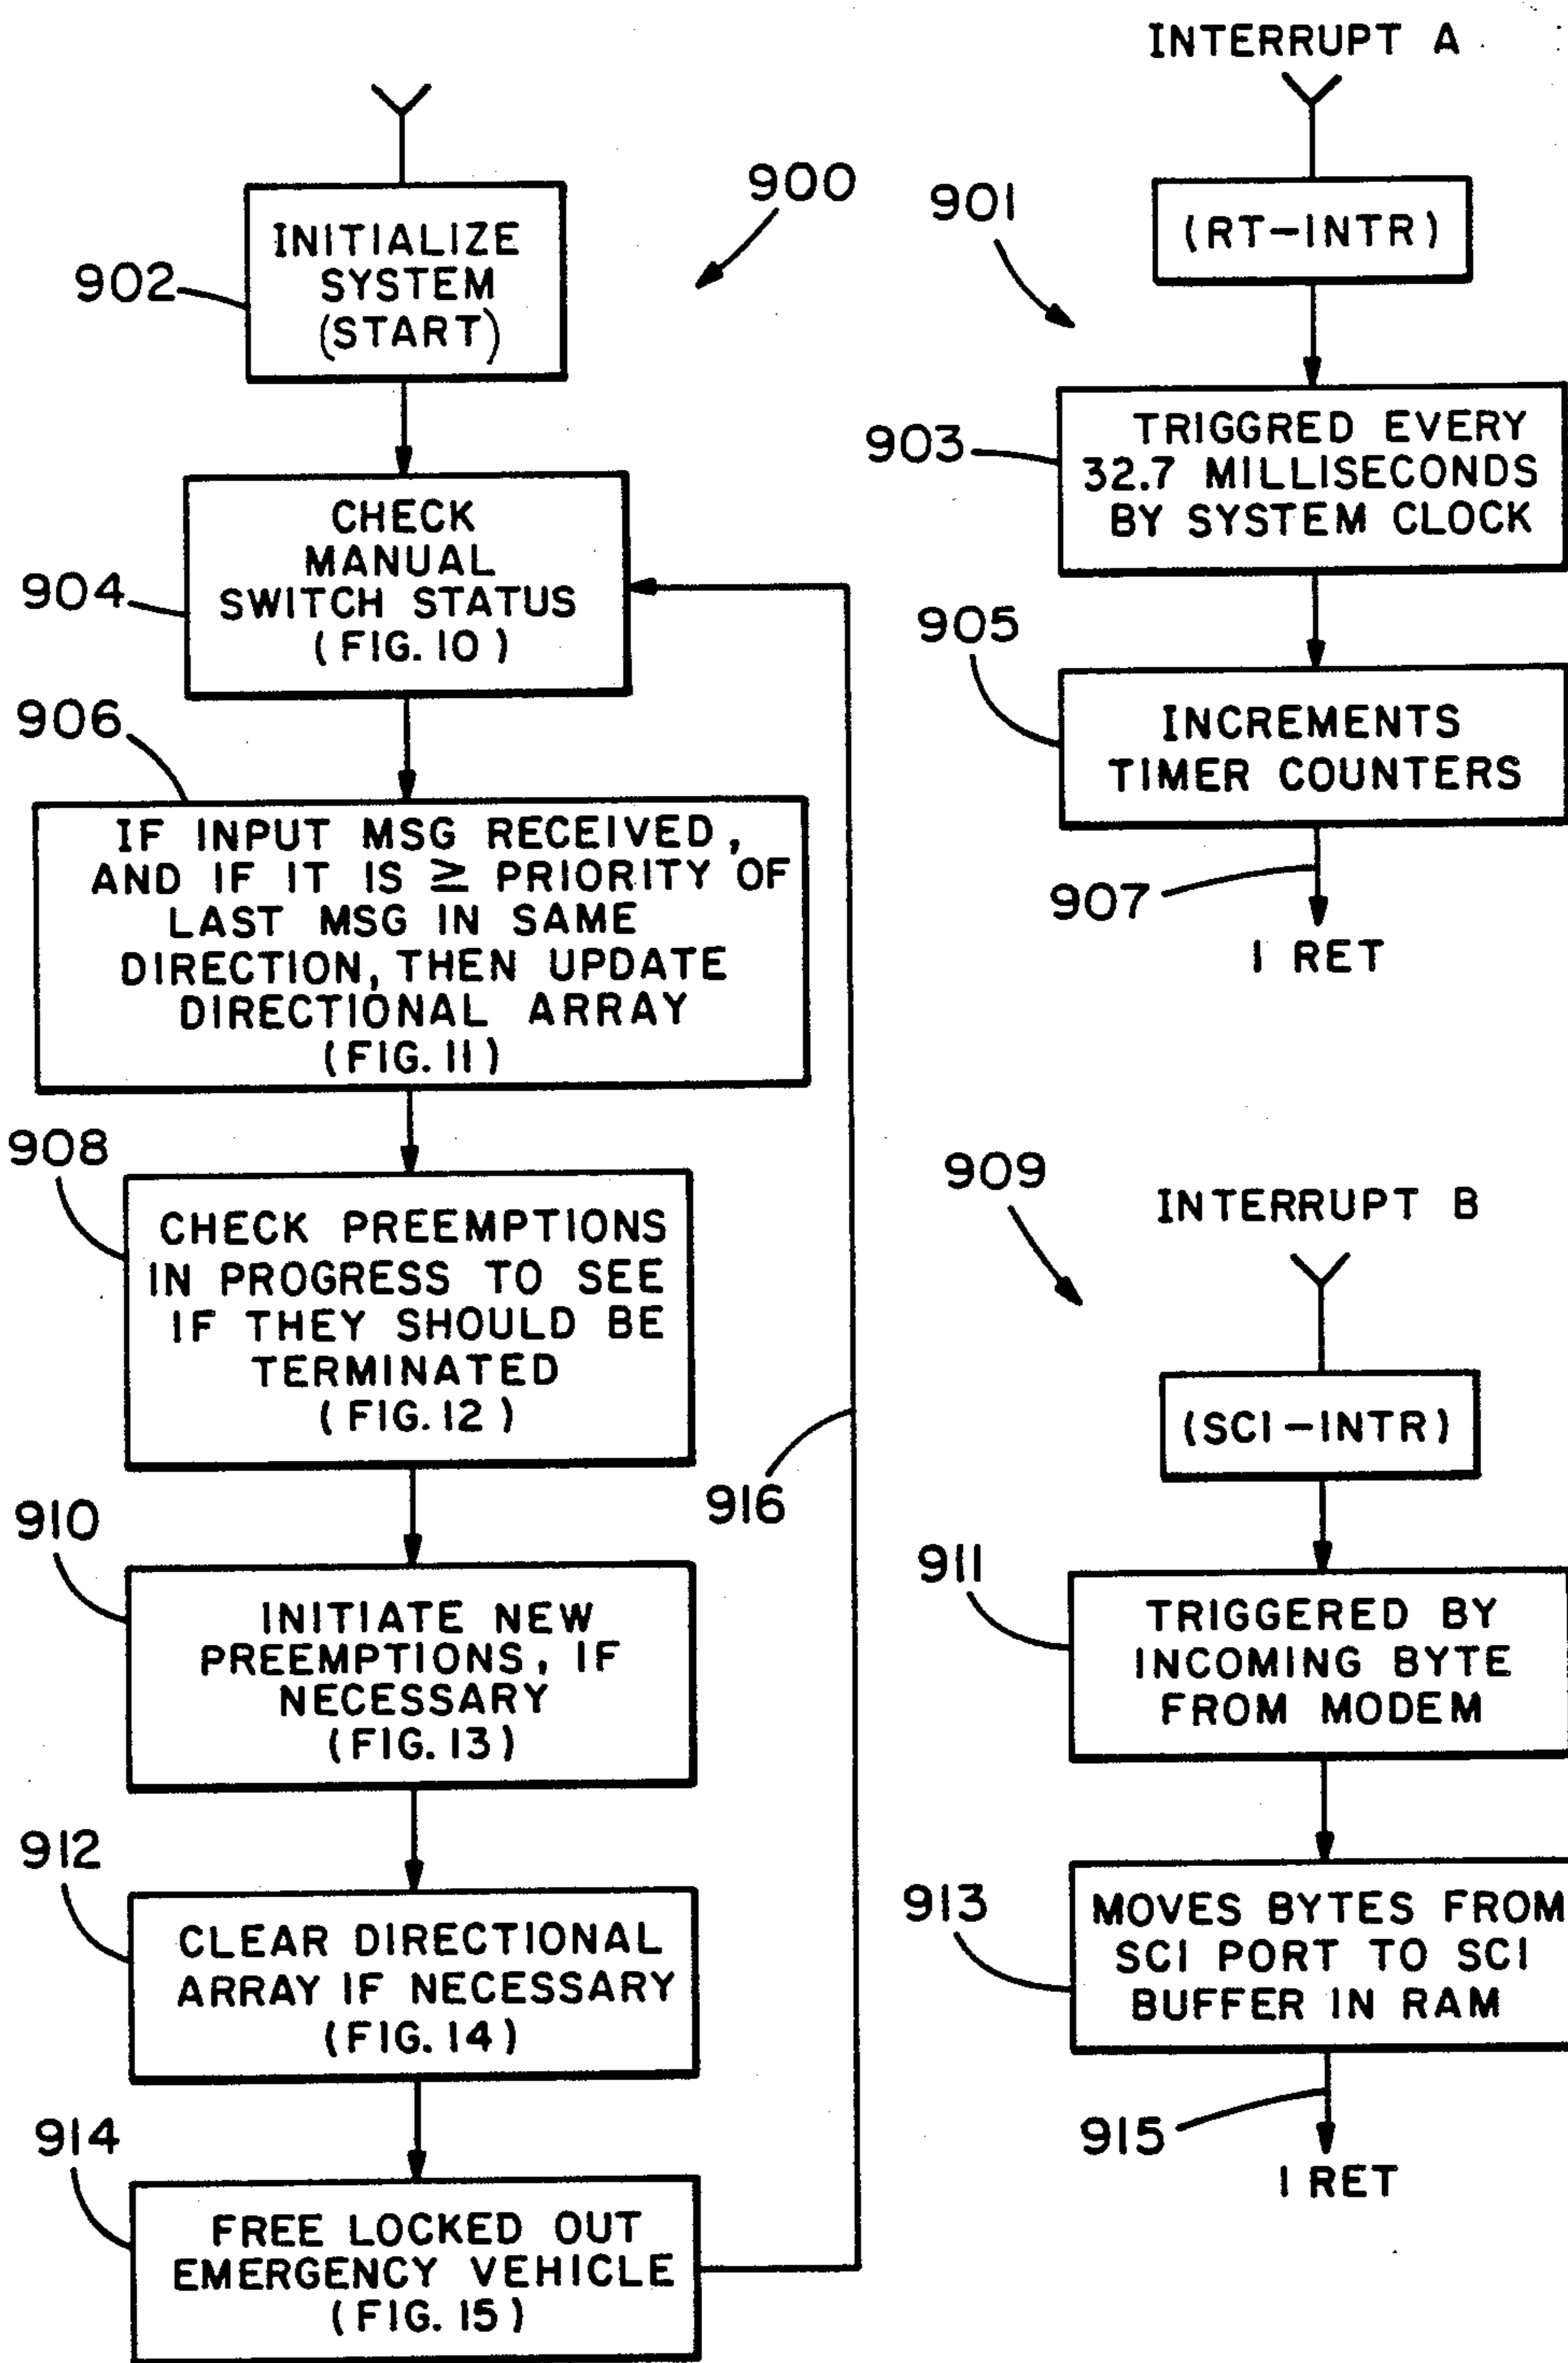 900
902
INITIALIZE
SYSTEM
(START)
904
CHECK
MANUAL
SWITCH STATUS
(FIG. 10)
906
IF INPUT MSG RECEIVED,
AND IF IT IS ≥ PRIORITY OF
LAST MSG IN SAME
DIRECTION, THEN UPDATE
DIRECTIONAL ARRAY
(FIG. 11)
908
CHECK PREEMPTIONS
IN PROGRESS TO SEE
IF THEY SHOULD BE
TERMINATED
(FIG. 12)
910
INITIATE NEW
PREEMPTIONS, IF
NECESSARY
(FIG. 13)
912
CLEAR DIRECTIONAL
ARRAY IF NECESSARY
(FIG. 14)
914
FREE LOCKED OUT
EMERGENCY VEHICLE
(FIG. 15)
916
INTERRUPT A
901
(RT-INTR)
903
TRIGGRED EVERY
32.7 MILLISECONDS
BY SYSTEM CLOCK
905
INCREMENTS
TIMER COUNTERS
907
I RET
909
INTERRUPT B
(SCI-INTR)
911
TRIGGERED BY
INCOMING BYTE
FROM MODEM
913
MOVES BYTES FROM
SCI PORT TO SCI
BUFFER IN RAM
915
I RET